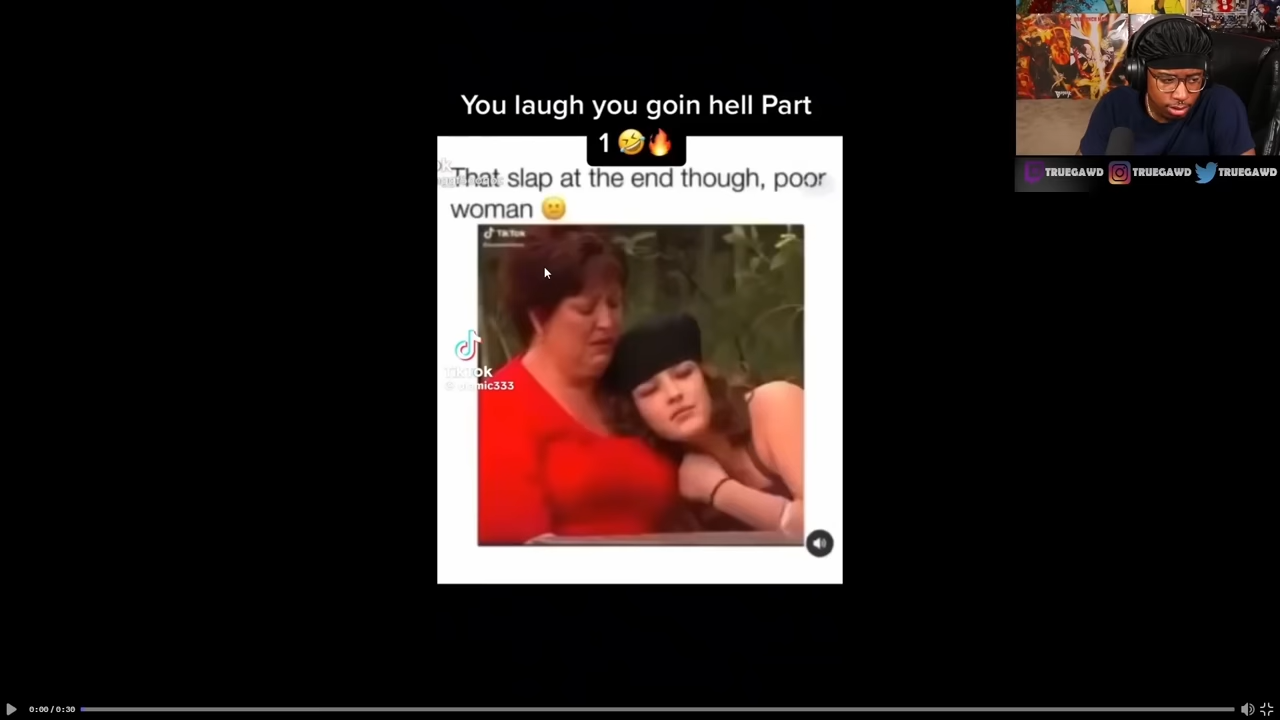 You laugh you goin hell Part
1 🤣🔥
That slap at the end though, poor
woman 😐
TikTok
TikTok
TRUEGAWD TRUEGAWD TRUEGAWD
0:00 / 0:30